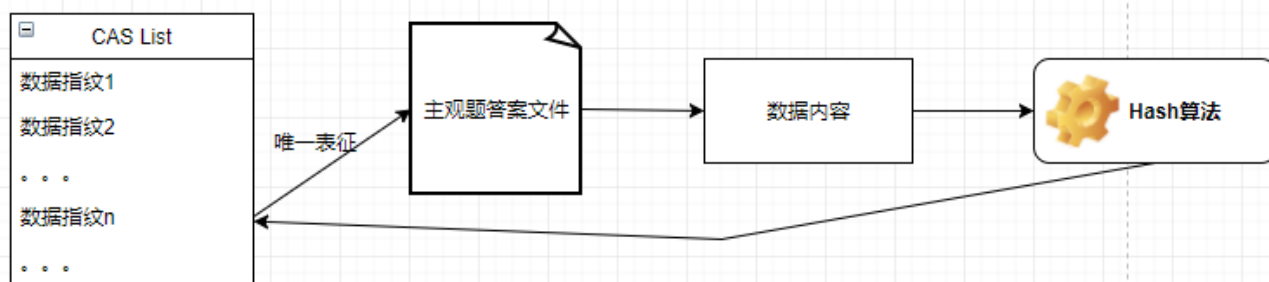 CAS List
数据指纹1
数据指纹2
。。。
数据指纹n
。。。
唯一表征
主观题答案文件
数据内容
Hash算法